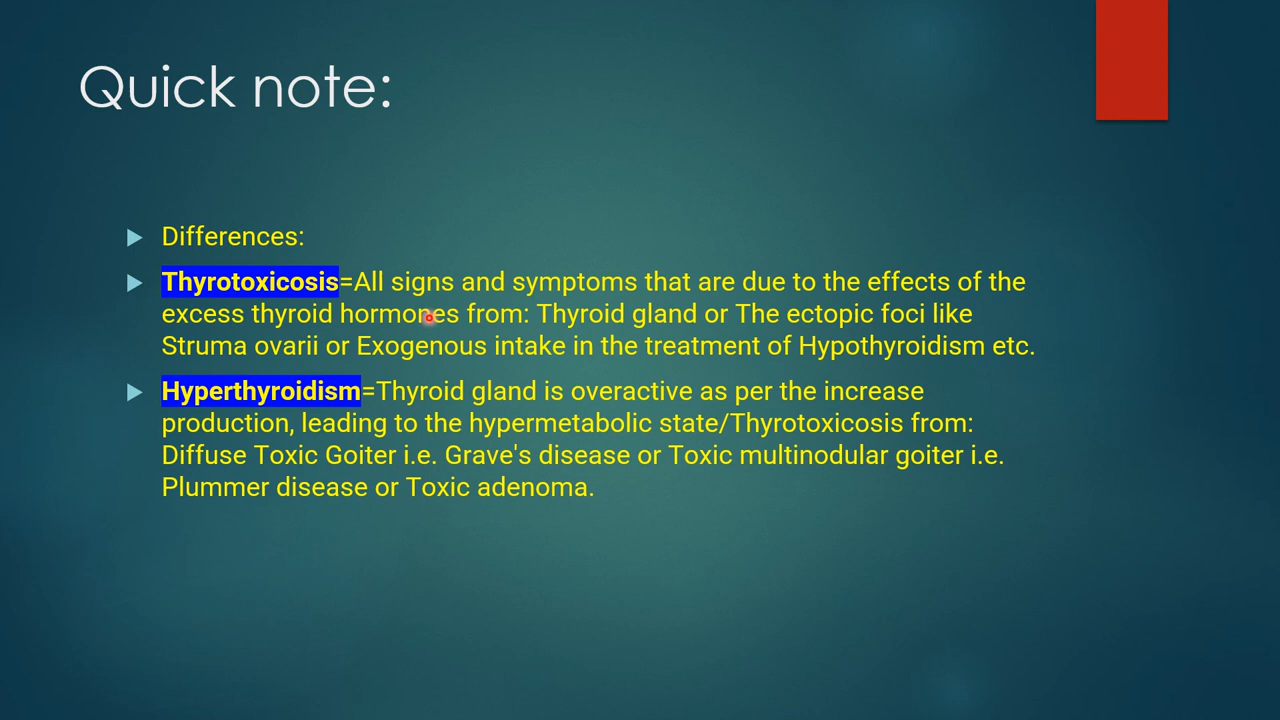 Quick note:
Differences:
Thyrotoxicosis=All signs and symptoms that are due to the effects of the
excess thyroid hormones from: Thyroid gland or The ectopic foci like
Struma ovarii or Exogenous intake in the treatment of Hypothyroidism etc.
Hyperthyroidism=Thyroid gland is overactive as per the increase
production, leading to the hypermetabolic state/Thyrotoxicosis from:
Diffuse Toxic Goiter i.e. Grave's disease or Toxic multinodular goiter i.e.
Plummer disease or Toxic adenoma.